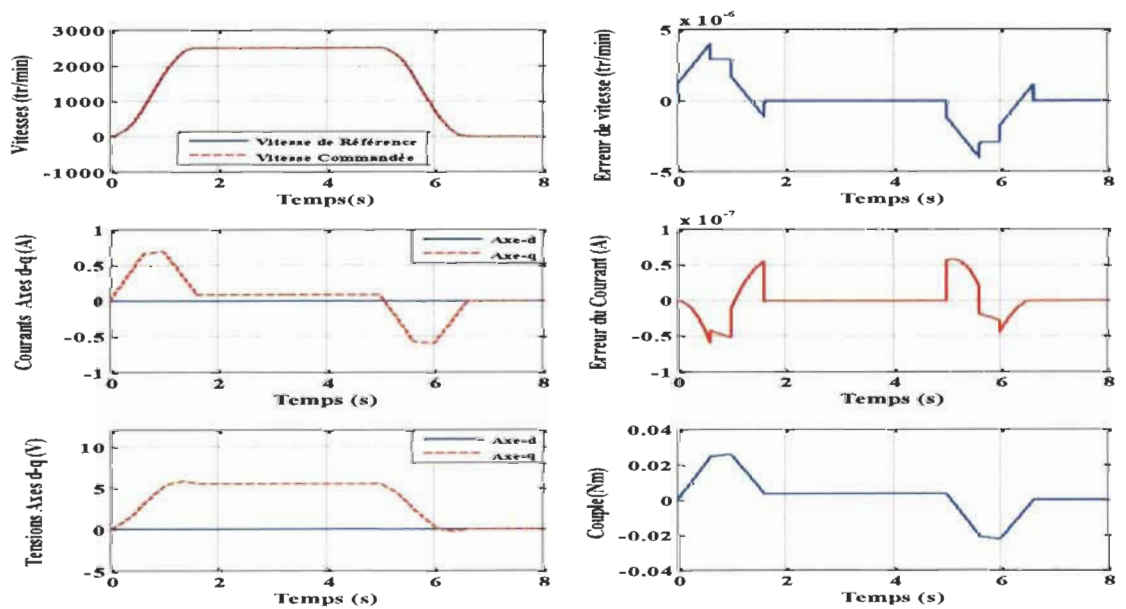 3000
2000
1000
0
-1000
Vitesses (tr/min)
Vitesse de Référence
Vitesse Commandée
0 2 4 6 8
Temps(s)
x 10^-6
5
0
-5
Erreur de vitesse (tr/min)
0 2 4 6 8
Temps (s)
1
0.5
0
-0.5
-1
Courants Axes d-q (A)
Axe-d
Axe-q
0 2 4 6 8
Temps (s)
x 10^-7
1
0.5
0
-0.5
-1
Erreur du Courant (A)
0 2 4 6 8
Temps (s)
10
5
0
-5
Tensions Axes d-q (V)
Axe-d
Axe-q
0 2 4 6 8
Temps (s)
0.04
0.02
0
-0.02
-0.04
Couple(Nm)
0 2 4 6 8
Temps (s)